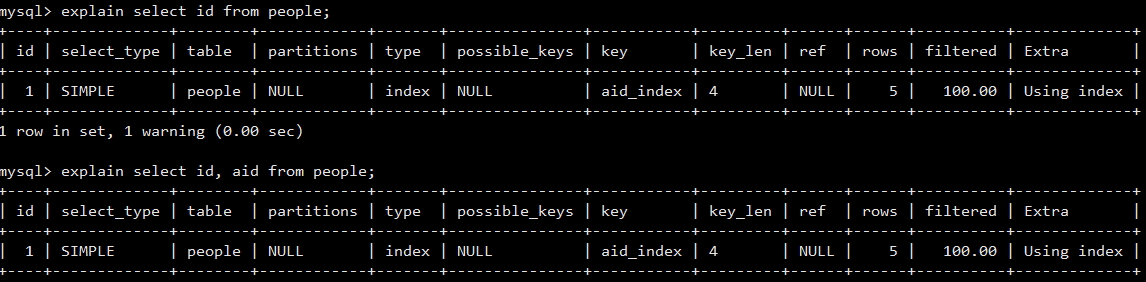 mysql> explain select id from people;
+----+-------------+--------+------------+-------+---------------+-----------+---------+------+------+----------+-------------+
| id | select_type | table  | partitions | type  | possible_keys | key       | key_len | ref  | rows | filtered | Extra       |
+----+-------------+--------+------------+-------+---------------+-----------+---------+------+------+----------+-------------+
|  1 | SIMPLE      | people | NULL       | index | NULL          | aid_index | 4       | NULL |    5 |   100.00 | Using index |
+----+-------------+--------+------------+-------+---------------+-----------+---------+------+------+----------+-------------+
1 row in set, 1 warning (0.00 sec)
mysql> explain select id, aid from people;
+----+-------------+--------+------------+-------+---------------+-----------+---------+------+------+----------+-------------+
| id | select_type | table  | partitions | type  | possible_keys | key       | key_len | ref  | rows | filtered | Extra       |
+----+-------------+--------+------------+-------+---------------+-----------+---------+------+------+----------+-------------+
|  1 | SIMPLE      | people | NULL       | index | NULL          | aid_index | 4       | NULL |    5 |   100.00 | Using index |
+----+-------------+--------+------------+-------+---------------+-----------+---------+------+------+----------+-------------+